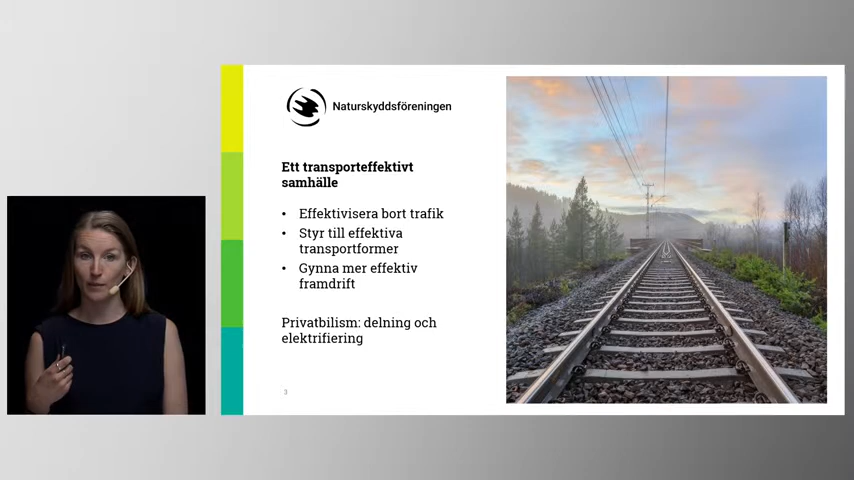 Naturskyddsföreningen
Ett transporteffektivt
samhälle
• Effektivisera bort trafik
• Styr till effektiva
transportformer
• Gynna mer effektiv
framdrift
Privatbilism: delning och
elektrifiering
3